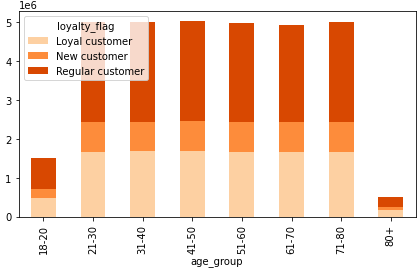 1e6
loyalty_flag
Loyal customer
New customer
Regular customer
5
4
3
2
1
0
18-20
21-30
31-40
41-50
51-60
61-70
71-80
80+
age_group